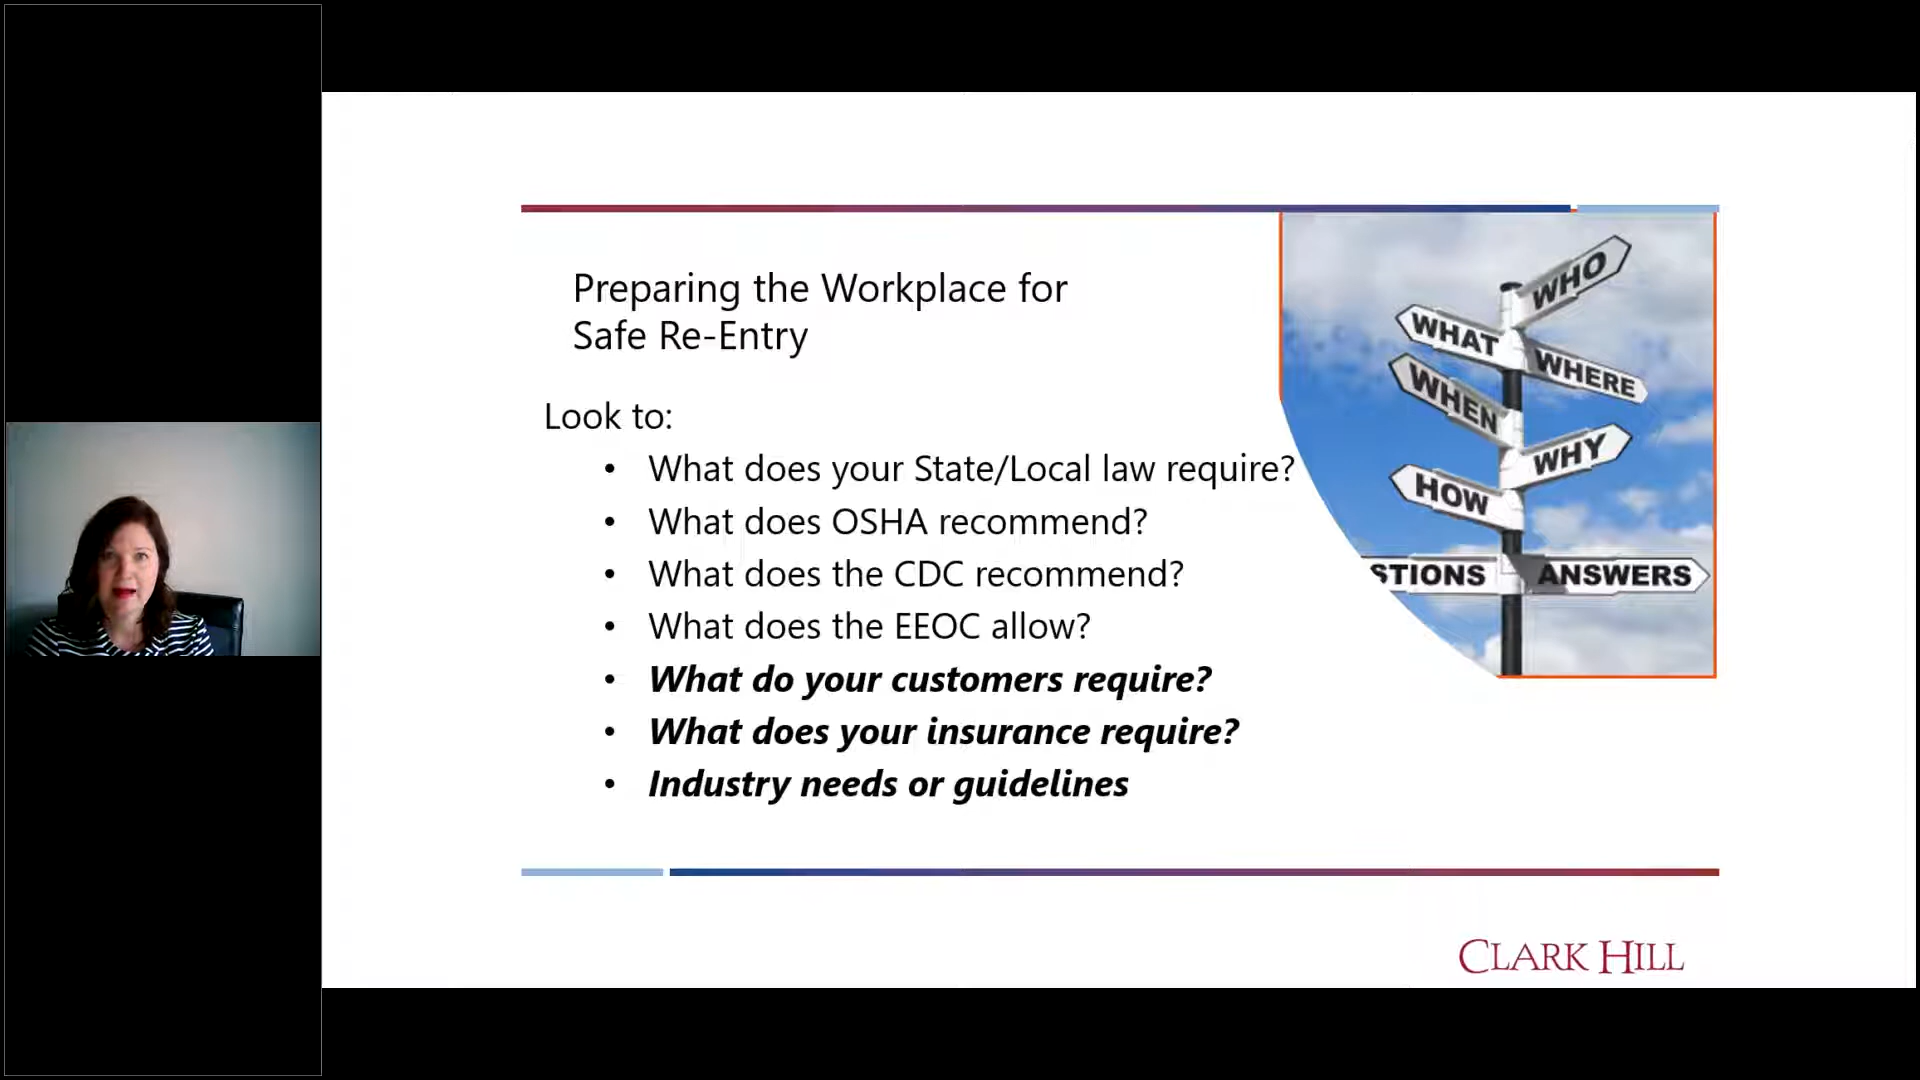 Preparing the Workplace for
Safe Re-Entry
Look to:
• What does your State/Local law require?
• What does OSHA recommend?
• What does the CDC recommend?
• What does the EEOC allow?
• What do your customers require?
• What does your insurance require?
• Industry needs or guidelines
WHO
WHAT
WHERE
WHEN
WHY
HOW
STIONS
ANSWERS
CLARK HILL